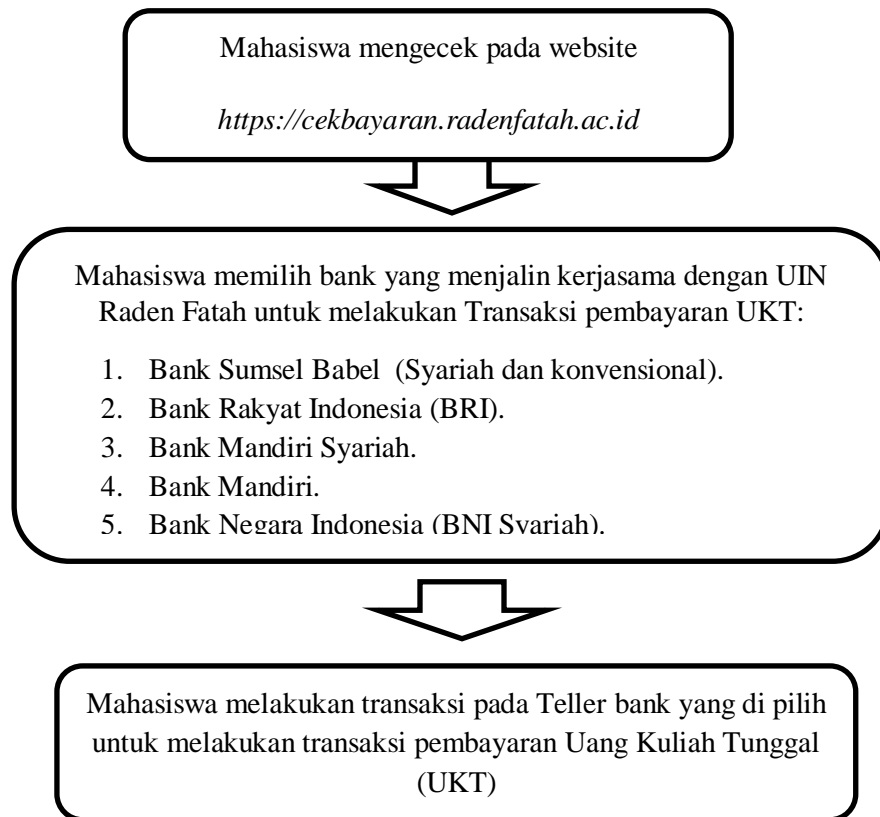 Mahasiswa mengecek pada website
https://cekbayaran.radenfatah.ac.id
Mahasiswa memilih bank yang menjalin kerjasama dengan UIN
Raden Fatah untuk melakukan Transaksi pembayaran UKT:
1. Bank Sumsel Babel (Syariah dan konvensional).
2. Bank Rakyat Indonesia (BRI).
3. Bank Mandiri Syariah.
4. Bank Mandiri.
5. Bank Negara Indonesia (BNI Syariah).
Mahasiswa melakukan transaksi pada Teller bank yang di pilih
untuk melakukan transaksi pembayaran Uang Kuliah Tunggal
(UKT)